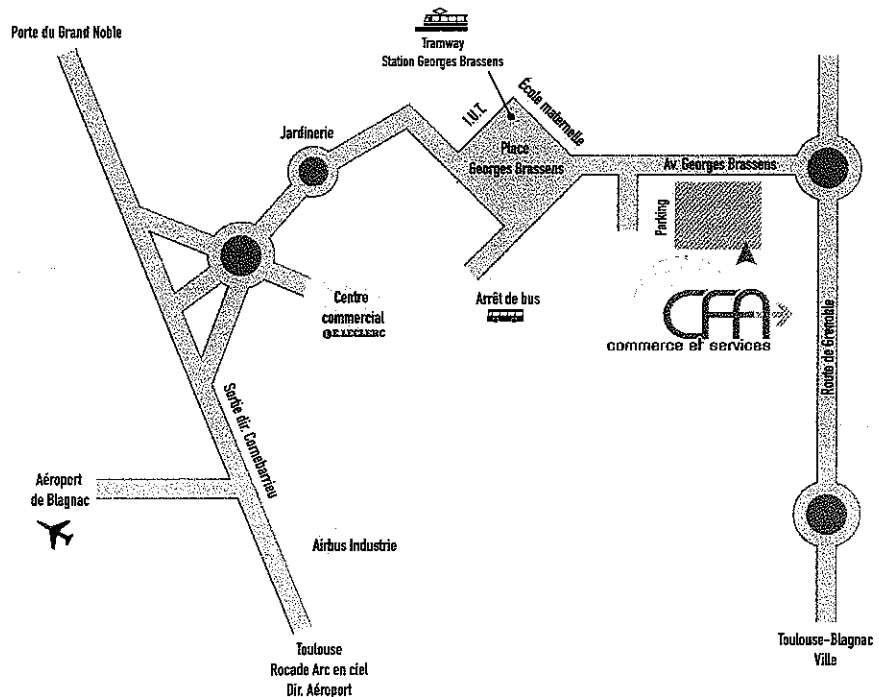 Porte du Grand Noble
Tramway
Station Georges Brassens
Jardinerie
I.U.T.
École maternelle
Place
Georges Brassens
Av. Georges Brassens
Parking
Centre
commercial
E.LECLERC
Arrêt de bus
CFA
commerce et services
Route de Grenoble
Sortie dir. Cornebarrieu
Aéroport
de Blagnac
Airbus Industrie
Toulouse
Rocade Arc en ciel
Dir. Aéroport
Toulouse-Blagnac
Ville